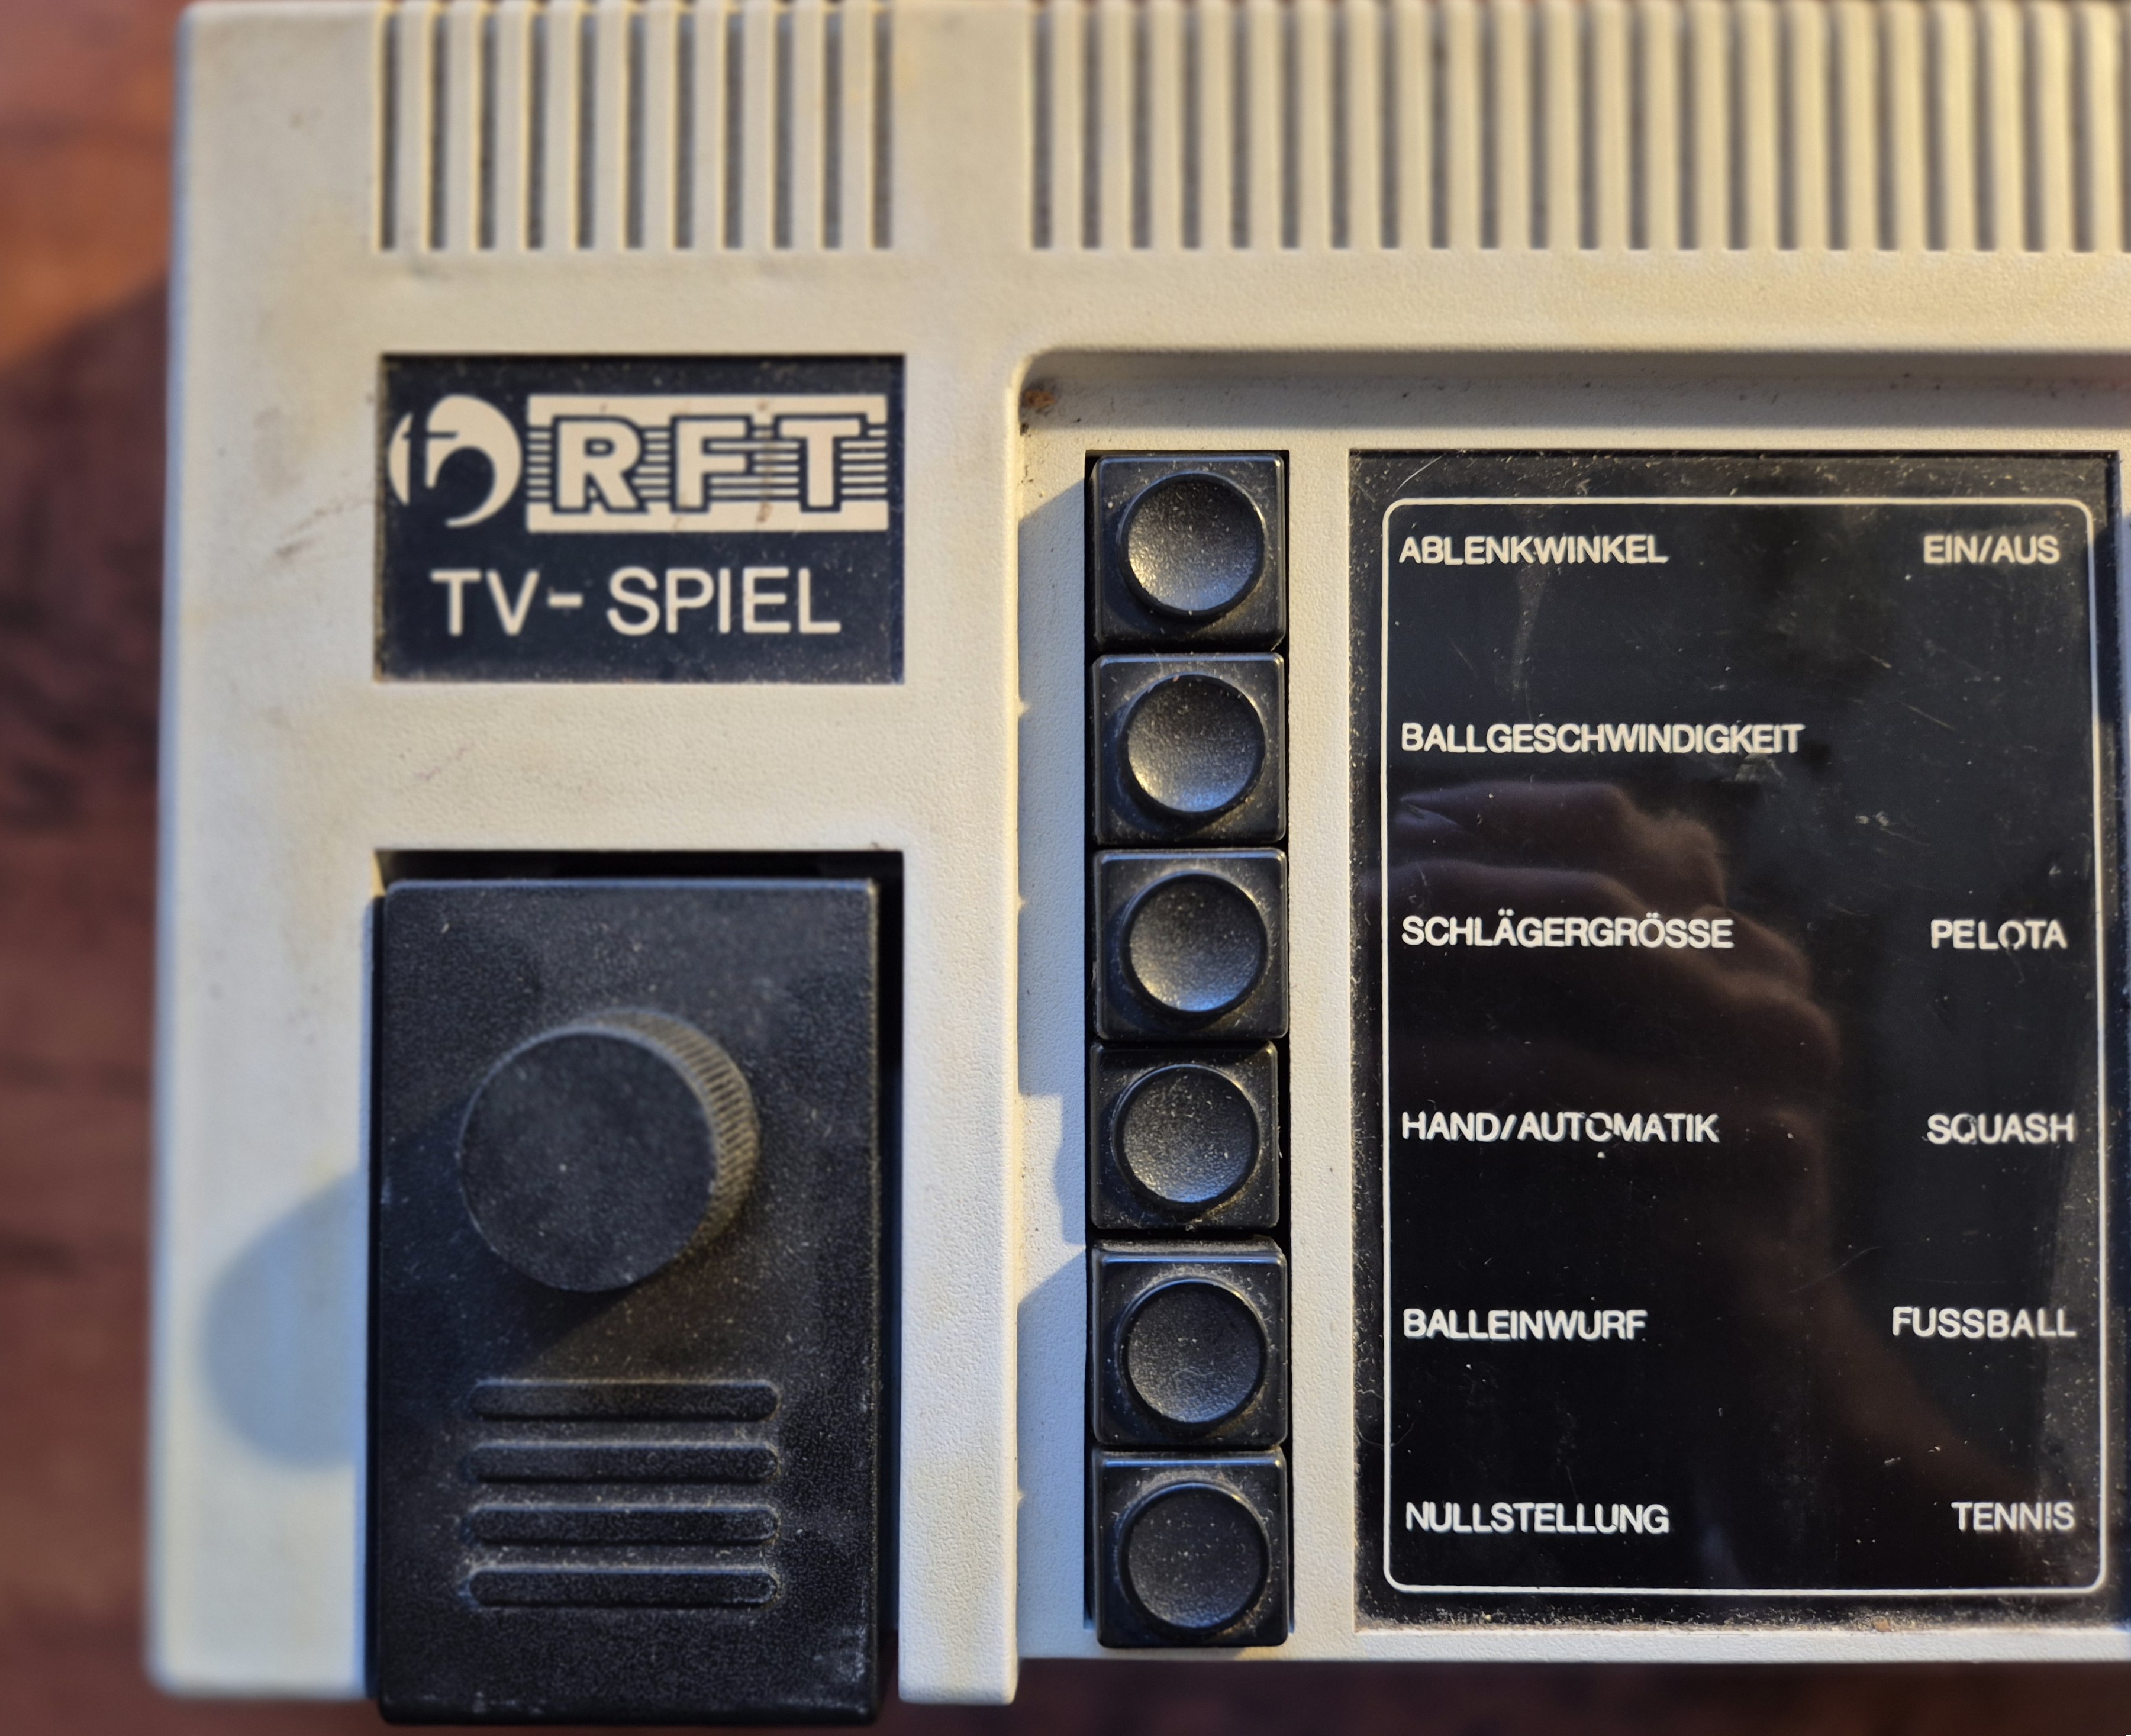 RFT
TV-SPIEL
ABLENKWINKEL EIN/AUS
BALLGESCHWINDIGKEIT
SCHLÄGERGRÖSSE PELOTA
HAND/AUTOMATIK SQUASH
BALLEINWURF FUSSBALL
NULLSTELLUNG TENNIS